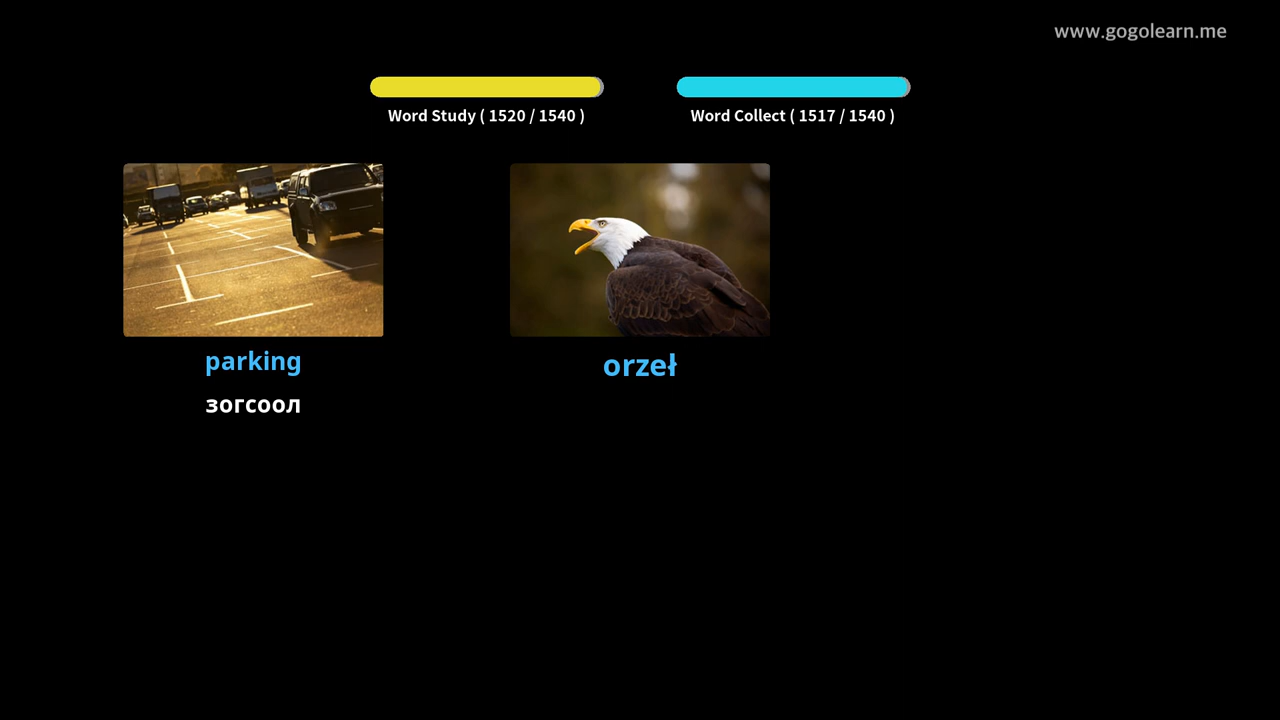 www.gogolearn.me
Word Study ( 1520 / 1540 )
Word Collect ( 1517 / 1540 )
parking
зогсоол
orzeł